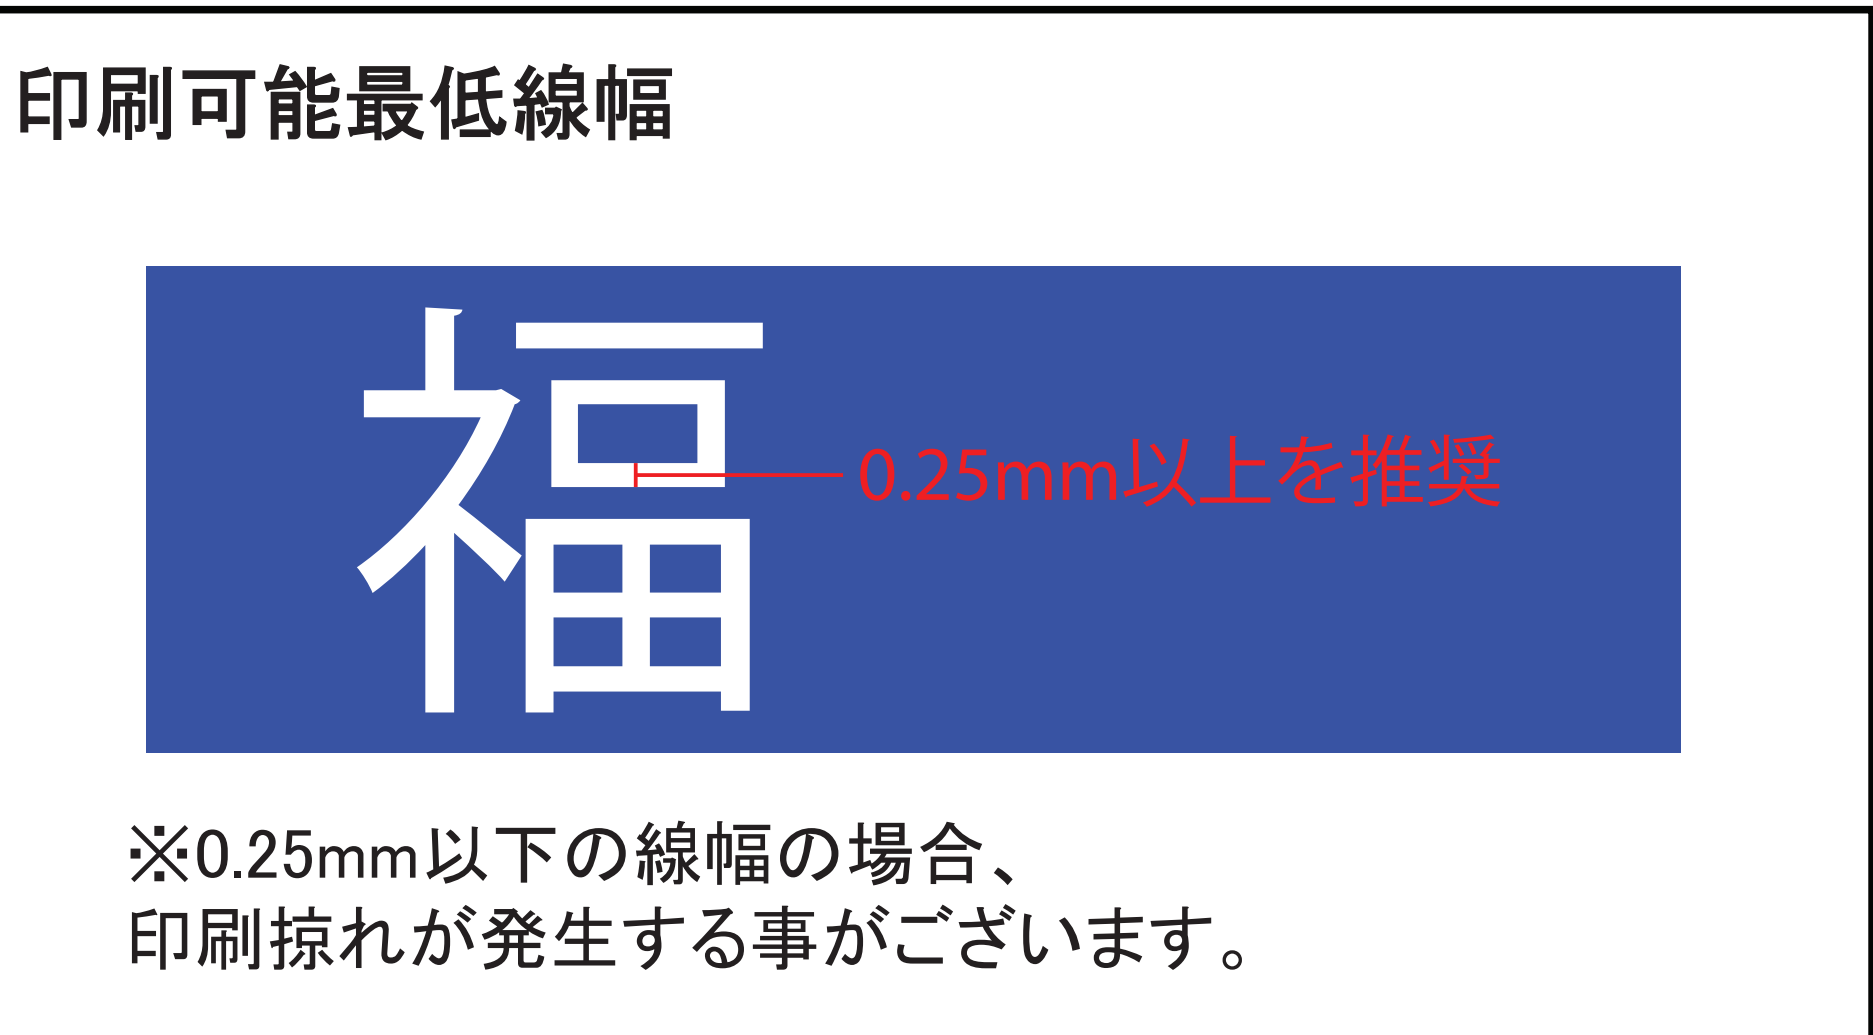 印刷可能最低線幅
福
0.25mm以上を推奨
※0.25mm以下の線幅の場合、
印刷掠れが発生する事がございます。